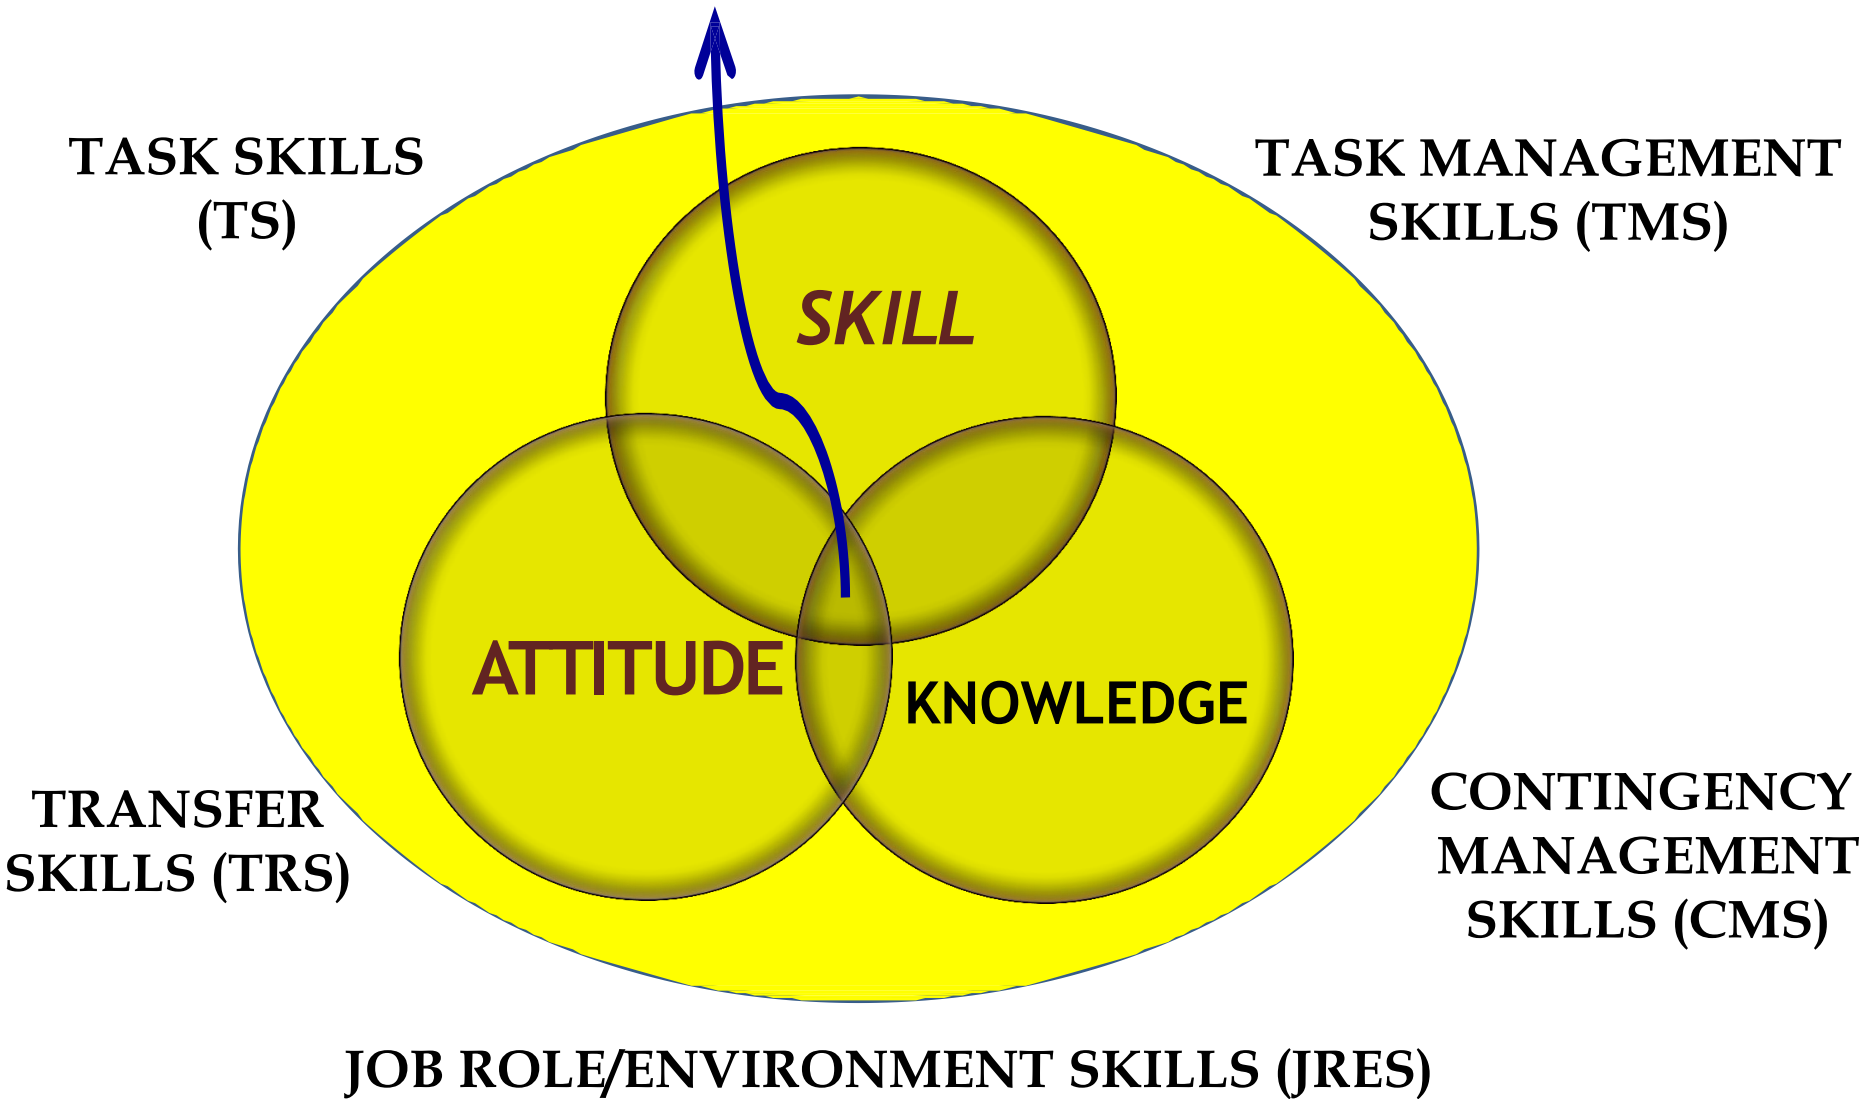 TASK SKILLS
(TS)
TASK MANAGEMENT
SKILLS (TMS)
SKILL
ATTITUDE
KNOWLEDGE
TRANSFER
SKILLS (TRS)
CONTINGENCY
MANAGEMENT
SKILLS (CMS)
JOB ROLE/ENVIRONMENT SKILLS (JRES)